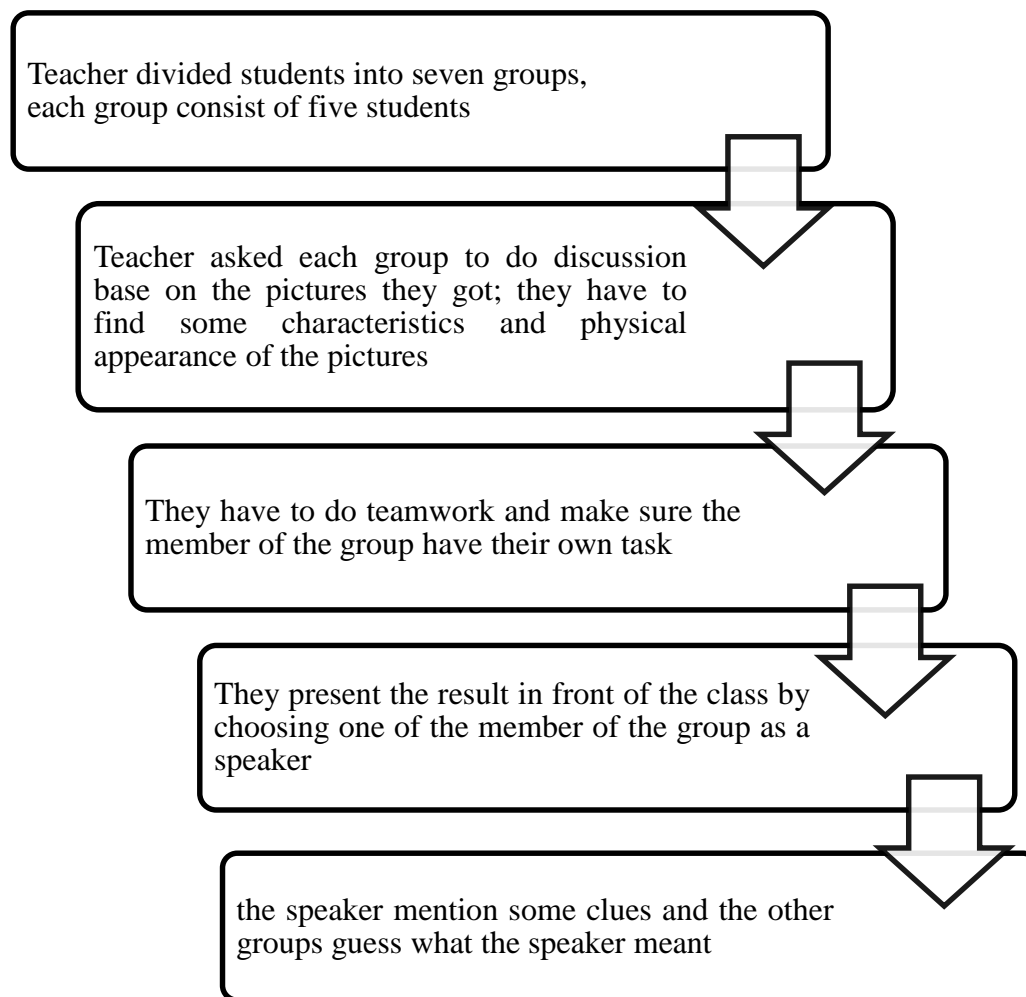 Teacher divided students into seven groups,
each group consist of five students
Teacher asked each group to do discussion
base on the pictures they got; they have to
find some characteristics and physical
appearance of the pictures
They have to do teamwork and make sure the
member of the group have their own task
They present the result in front of the class by
choosing one of the member of the group as a
speaker
the speaker mention some clues and the other
groups guess what the speaker meant